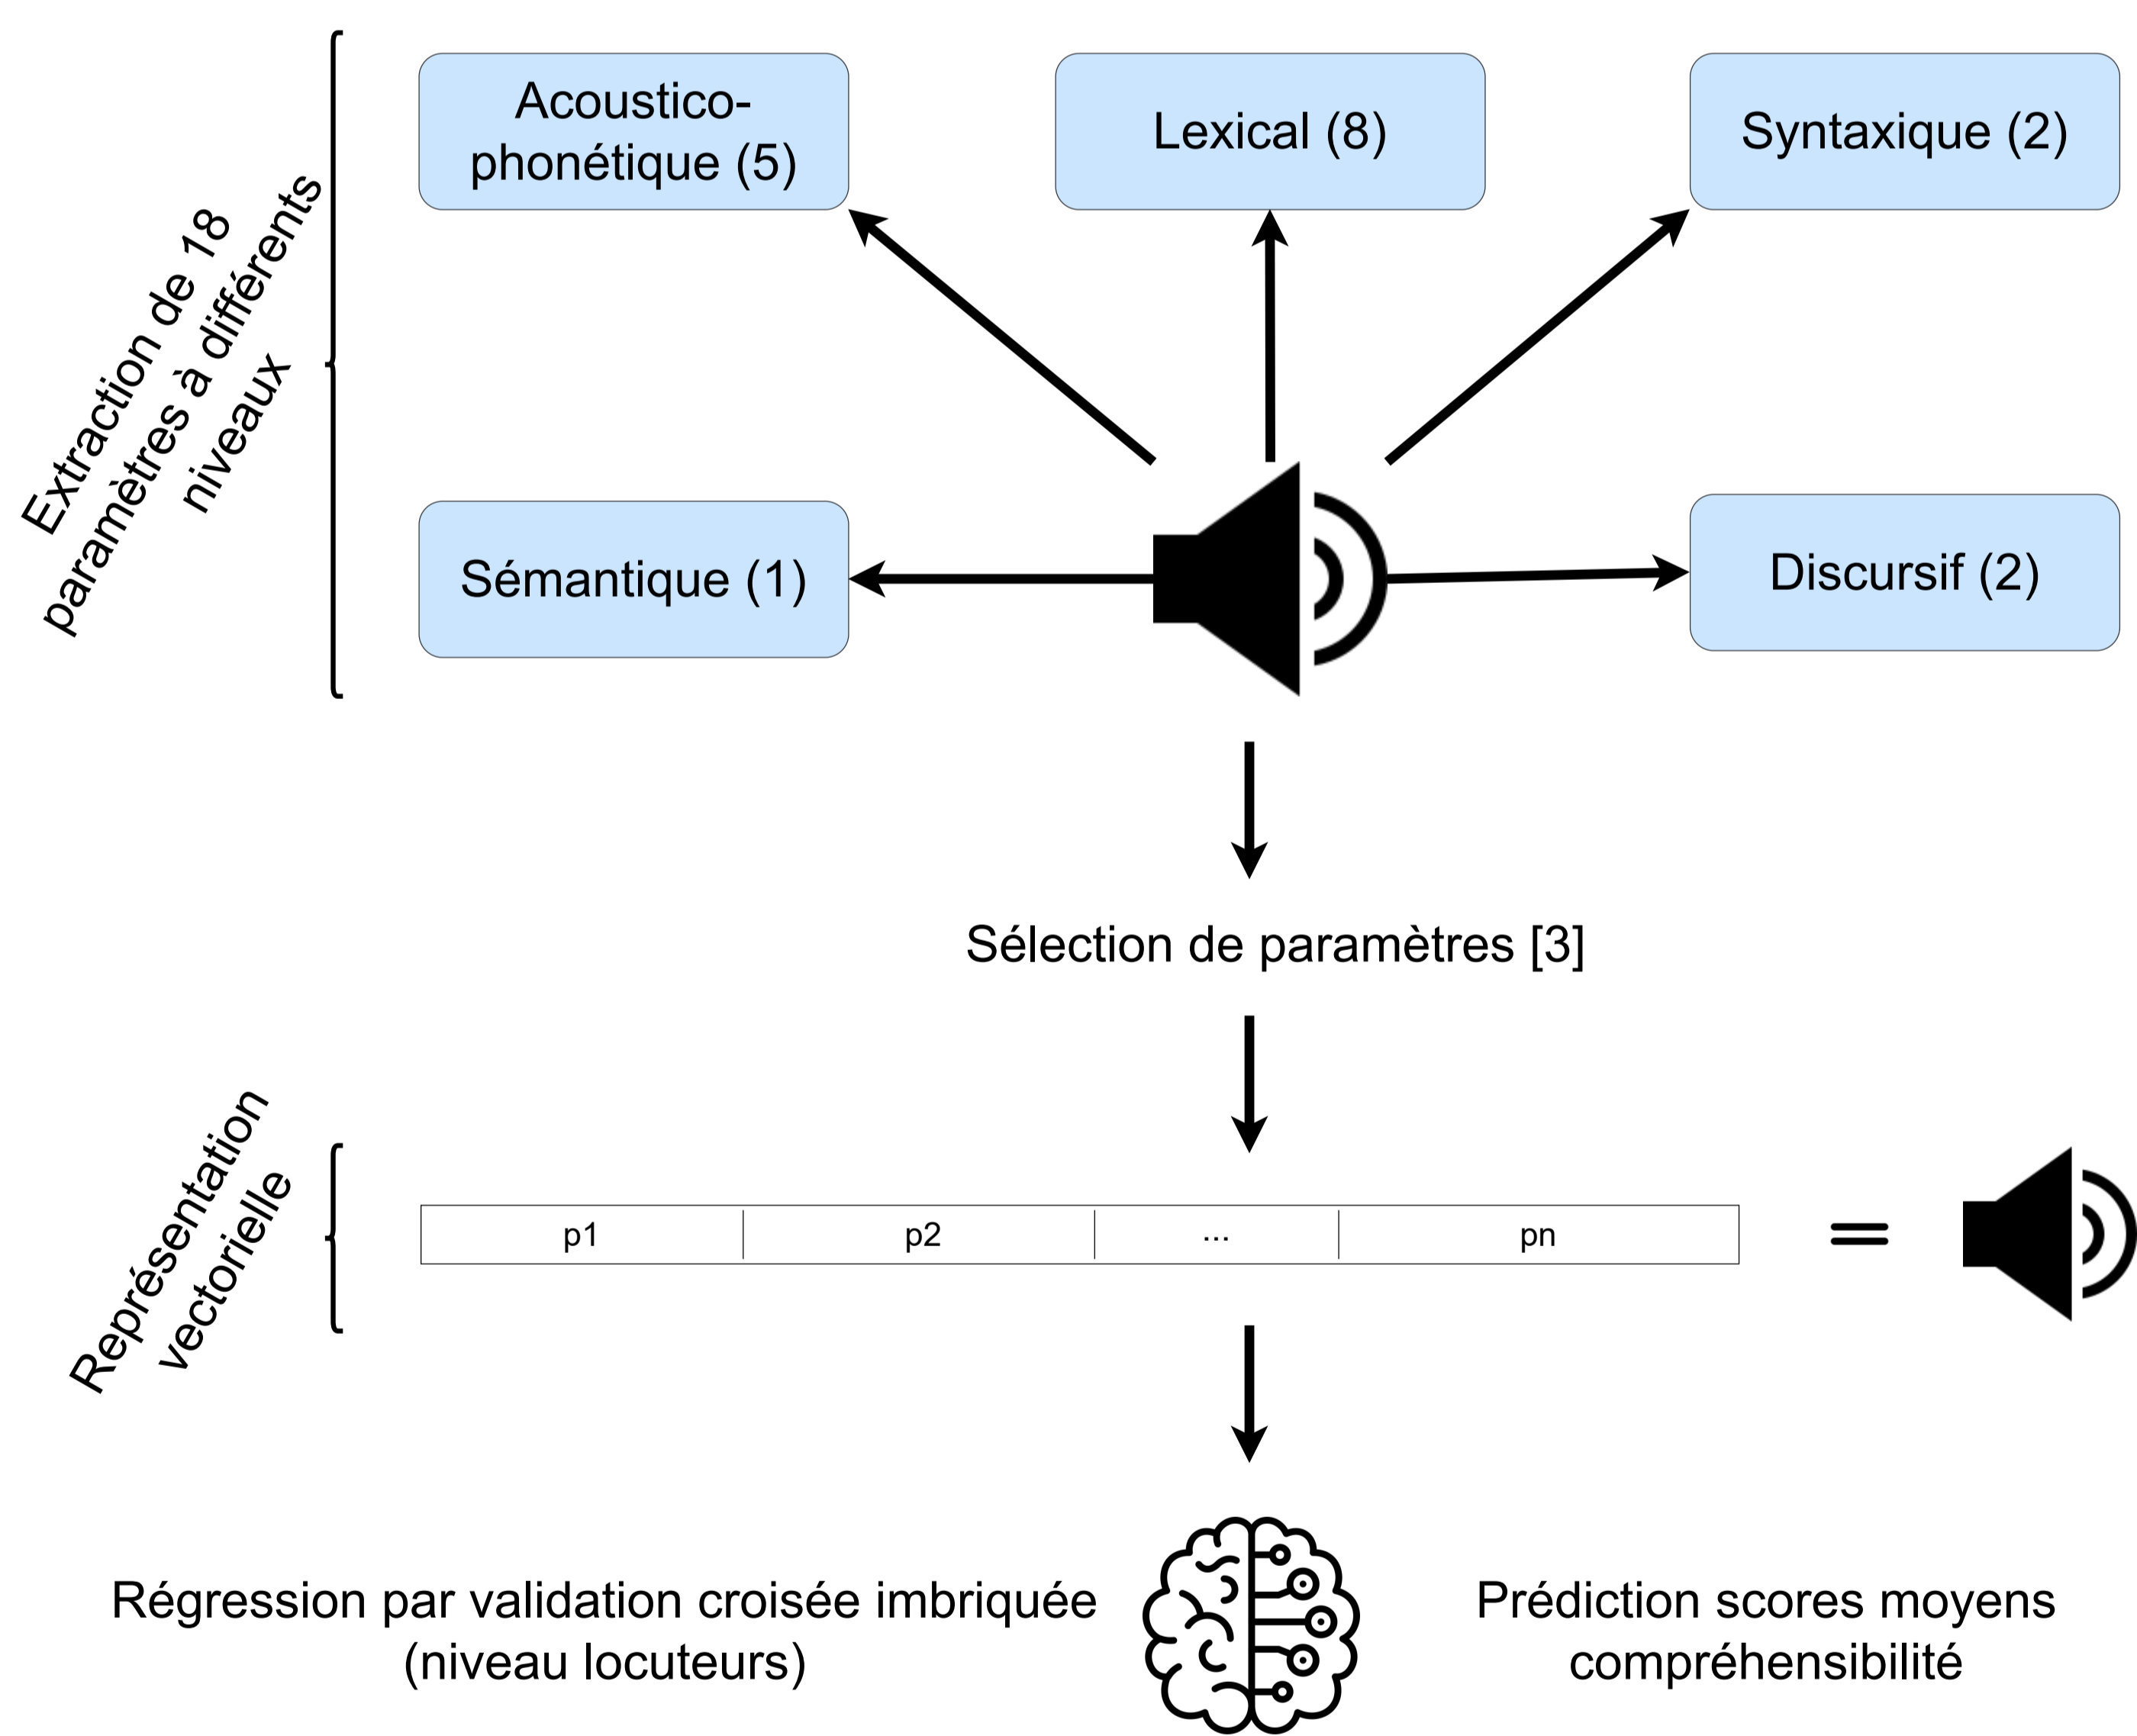 Extraction de 18
paramètres à différents
niveaux
Acoustico-
phonétique (5)
Lexical (8)
Syntaxique (2)
Sémantique (1)
Discursif (2)
Sélection de paramètres [3]
Représentation
vectorielle
p1
p2
...
pn
=
Régression par validation croisée imbriquée
(niveau locuteurs)
Prédiction scores moyens
compréhensibilité